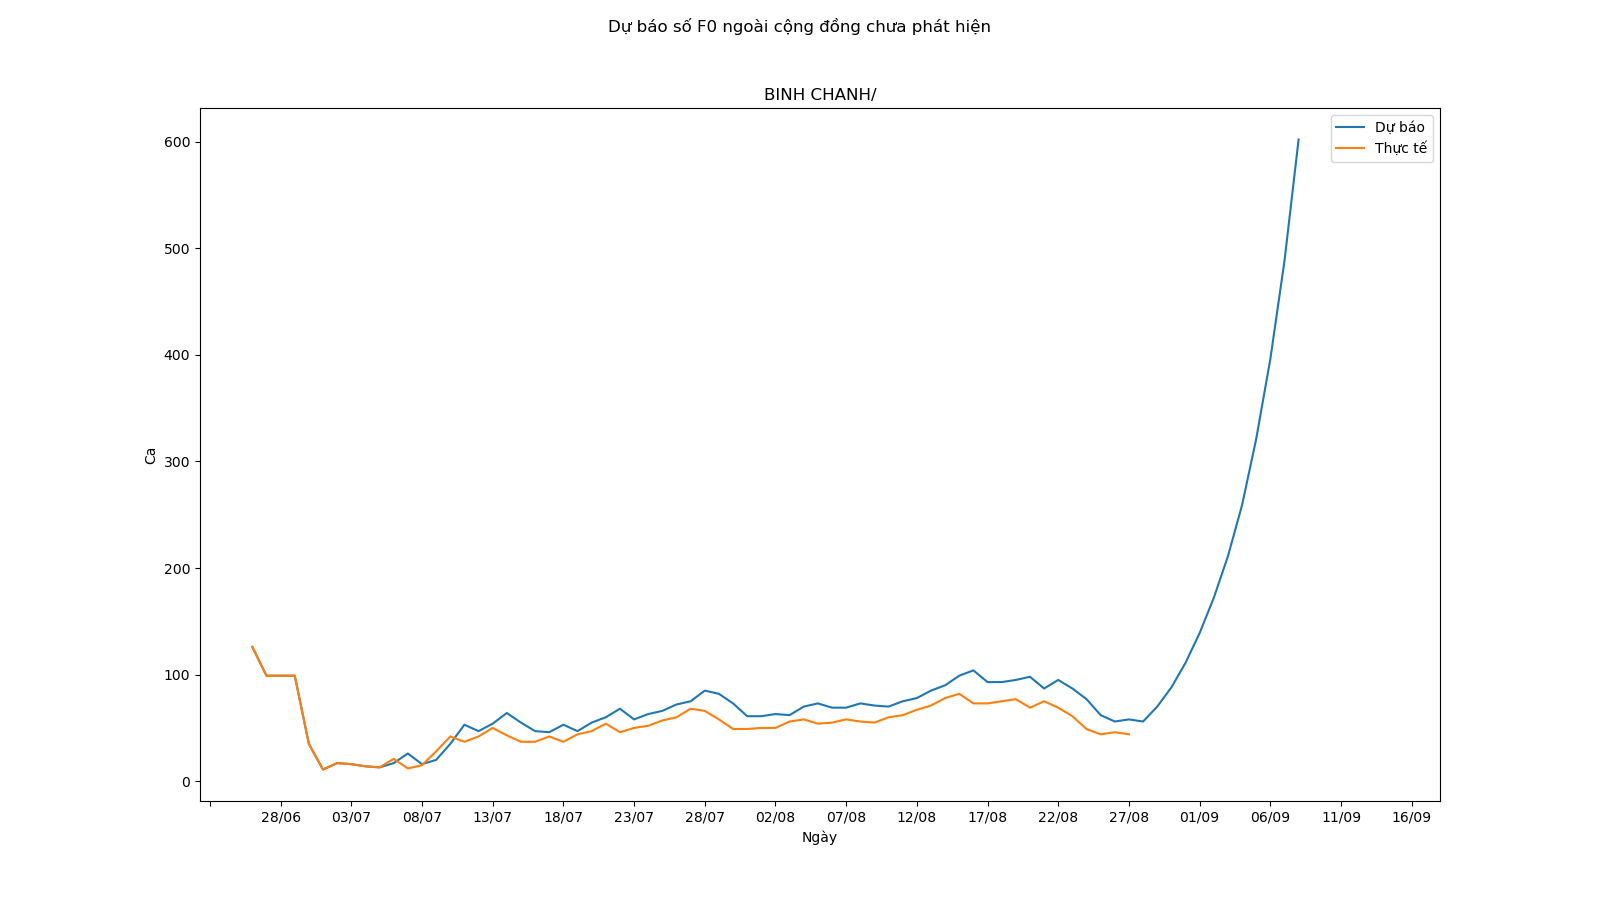 Dự báo số F0 ngoài cộng đồng chưa phát hiện
BINH CHANH/
Dự báo
Thực tế
600
500
400
300
200
100
0
Ca
28/06 03/07 08/07 13/07 18/07 23/07 28/07 02/08 07/08 12/08 17/08 22/08 27/08 01/09 06/09 11/09 16/09
Ngày